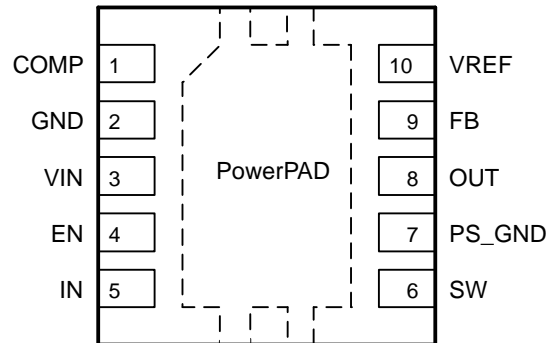 COMP 1 10 VREF
GND 2 9 FB
VIN 3 PowerPAD 8 OUT
EN 4 7 PS_GND
IN 5 6 SW